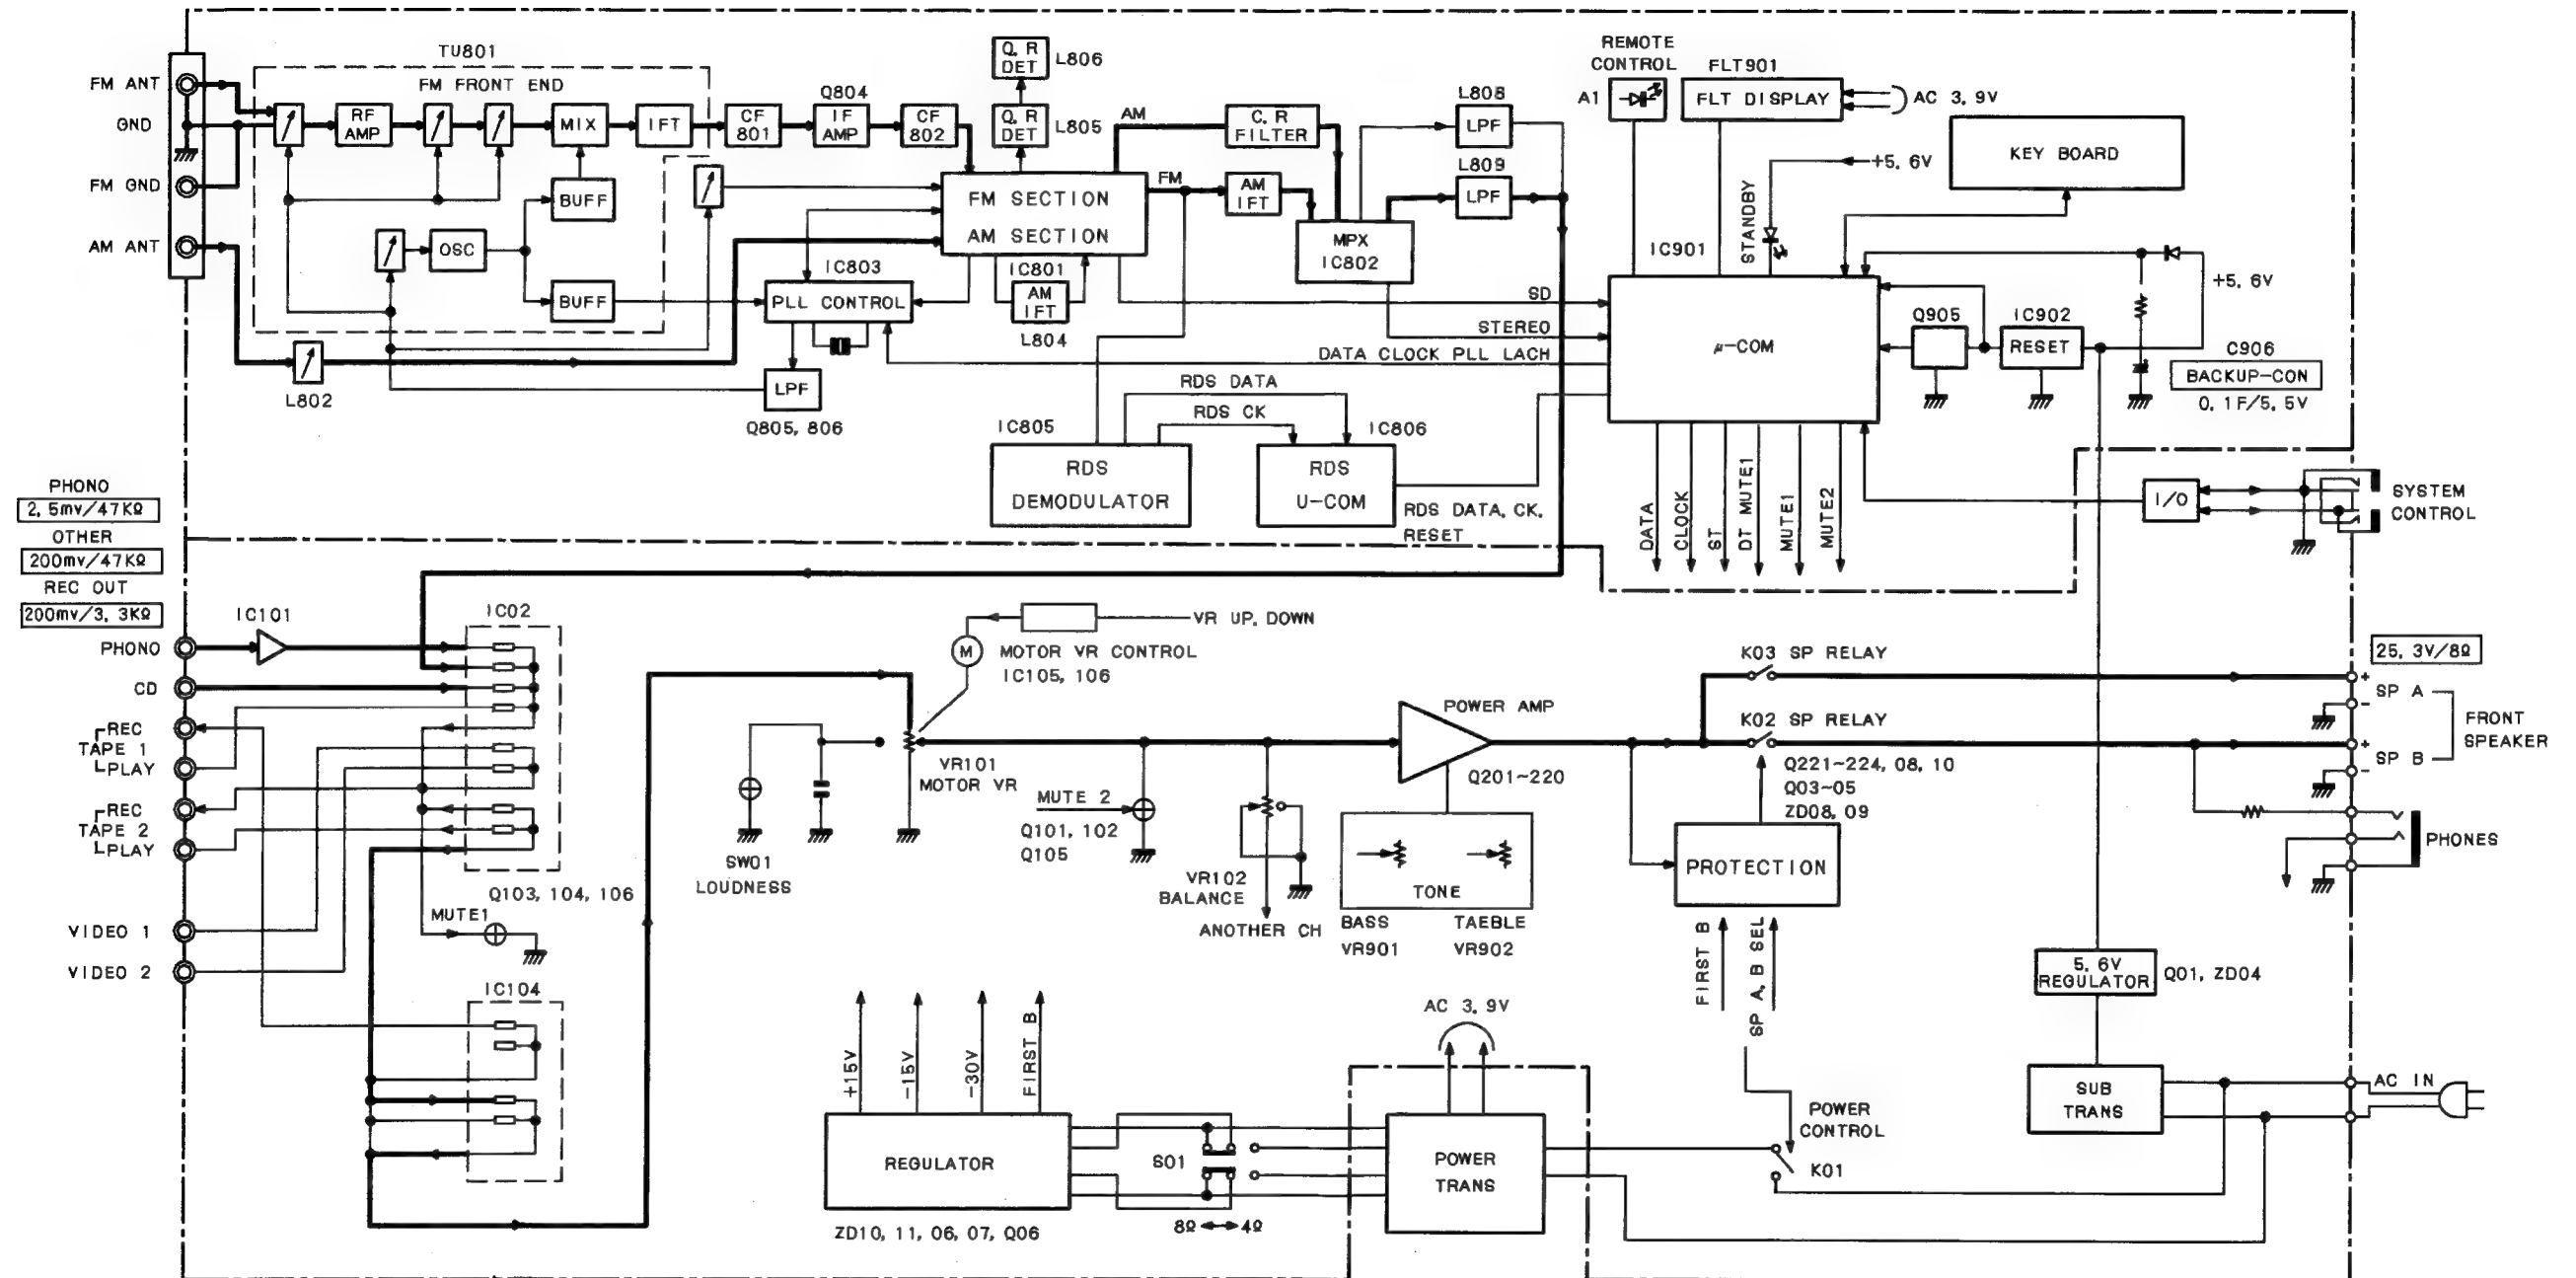 TU801
FM FRONT END
FM ANT
GND
FM GND
AM ANT
RF
AMP
MIX
IFT
CF
801
Q804
IF
AMP
CF
802
Q. R
DET
L806
Q. R
DET
L805
BUFF
OSC
BUFF
L802
FM SECTION
AM SECTION
IC801
AM
IFT
L804
IC803
PLL CONTROL
LPF
Q805, 806
AM
C. R
FILTER
FM
AM
IFT
MPX
IC802
L808
LPF
L809
LPF
SD
STEREO
DATA CLOCK PLL LACH
RDS DATA
RDS CK
IC805
RDS
DEMODULATOR
IC806
RDS
U-COM
RDS DATA, CK,
RESET
REMOTE
CONTROL
A1
FLT901
FLT DISPLAY
AC 3. 9V
KEY BOARD
STANDBY
+5. 6V
IC901
μ-COM
Q905
IC902
RESET
+5. 6V
C906
BACKUP-CON
0. 1F/5. 5V
DATA
CLOCK
ST
DT MUTE1
MUTE1
MUTE2
I/O
SYSTEM
CONTROL
PHONO
2. 5mv/47KΩ
OTHER
200mv/47KΩ
REC OUT
200mv/3. 3KΩ
IC101
IC02
PHONO
CD
REC
TAPE 1
PLAY
REC
TAPE 2
PLAY
VIDEO 1
VIDEO 2
Q103, 104, 106
MUTE1
IC104
VR UP, DOWN
M
MOTOR VR CONTROL
IC105, 106
VR101
MOTOR VR
SW01
LOUDNESS
MUTE 2
Q101, 102
Q105
VR102
BALANCE
ANOTHER CH
POWER AMP
Q201~220
TONE
BASS
VR901
TAEBLE
VR902
K03 SP RELAY
K02 SP RELAY
Q221~224, 08, 10
Q03~05
ZD08, 09
PROTECTION
FIRST B
SP A, B SEL
25. 3V/8Ω
+
SP A
-
+
SP B
-
FRONT
SPEAKER
PHONES
5. 6V
REGULATOR
Q01, ZD04
SUB
TRANS
AC IN
POWER
CONTROL
K01
AC 3. 9V
POWER
TRANS
+15V
-15V
-30V
FIRST B
REGULATOR
ZD10, 11, 06, 07, Q06
S01
8Ω
4Ω